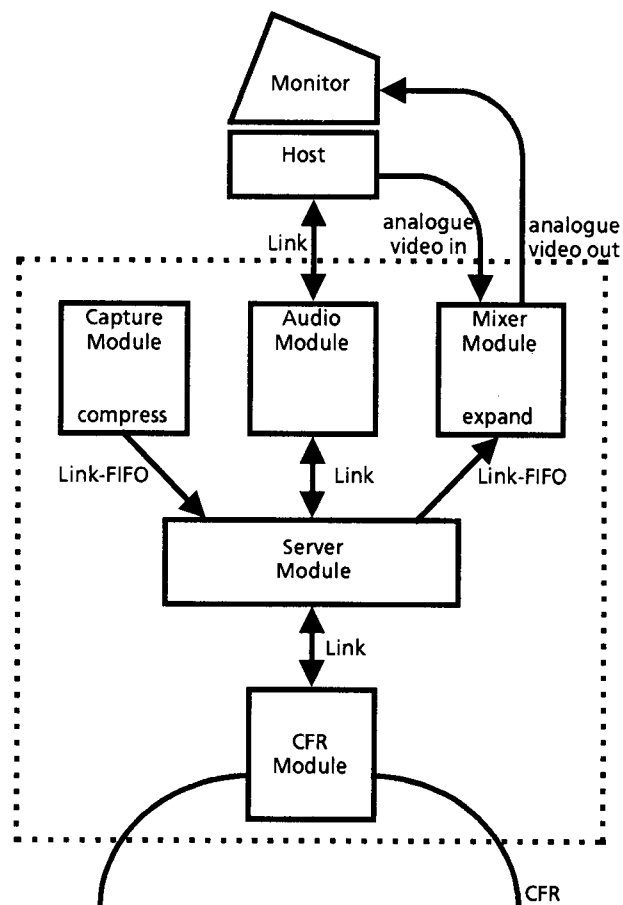 Monitor
Host
Link
analogue
video in
analogue
video out
Capture
Module
compress
Audio
Module
Mixer
Module
expand
Link-FIFO
Link
Link-FIFO
Server
Module
Link
CFR
Module
CFR